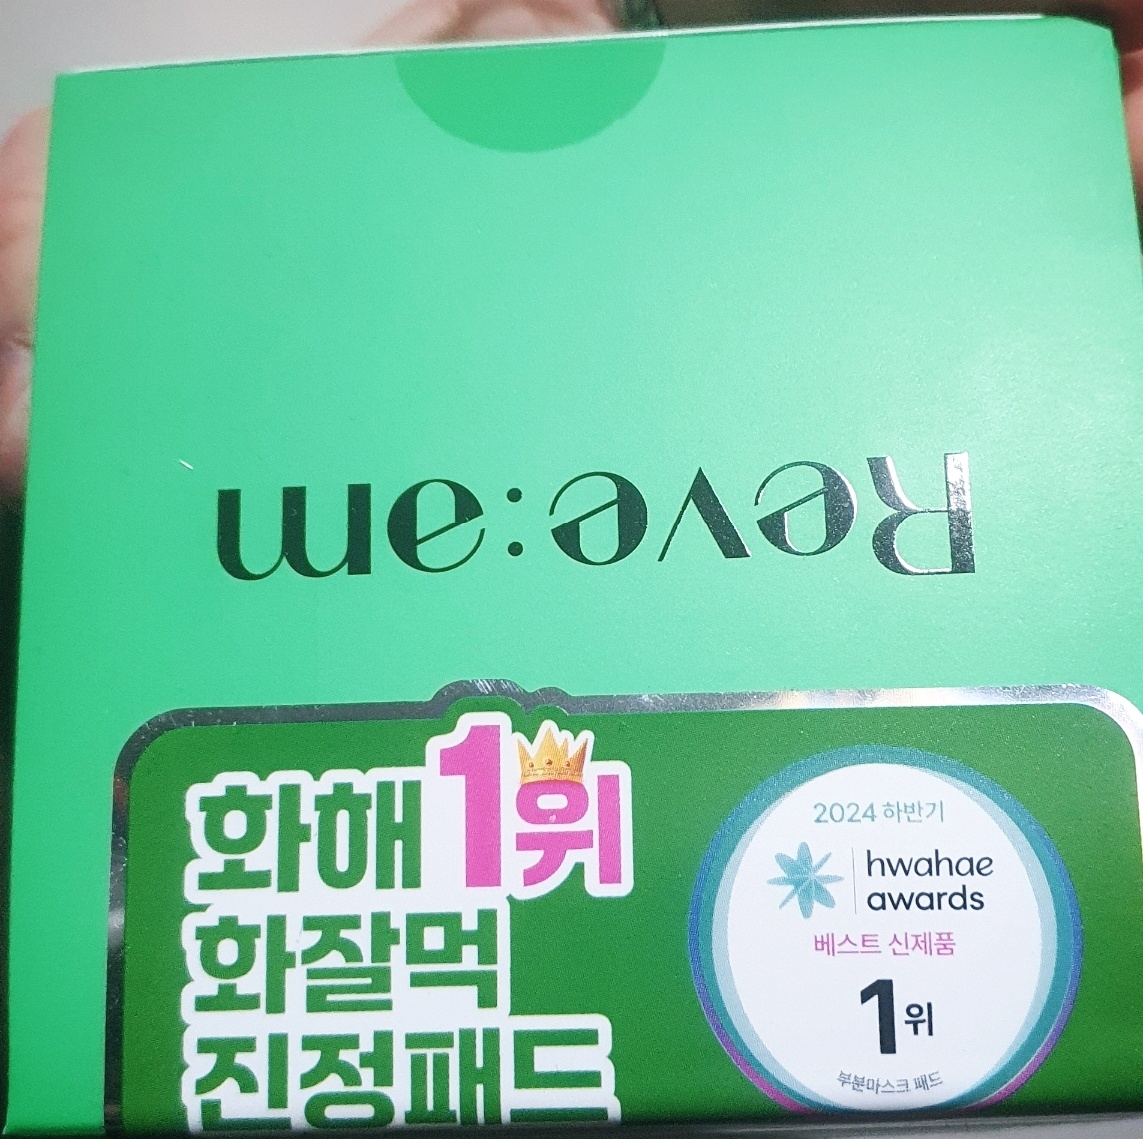 Reve:am
화해 1위
화잘먹
진정패드
2024 하반기
hwahae
awards
베스트 신제품
1위
부분마스크 패드